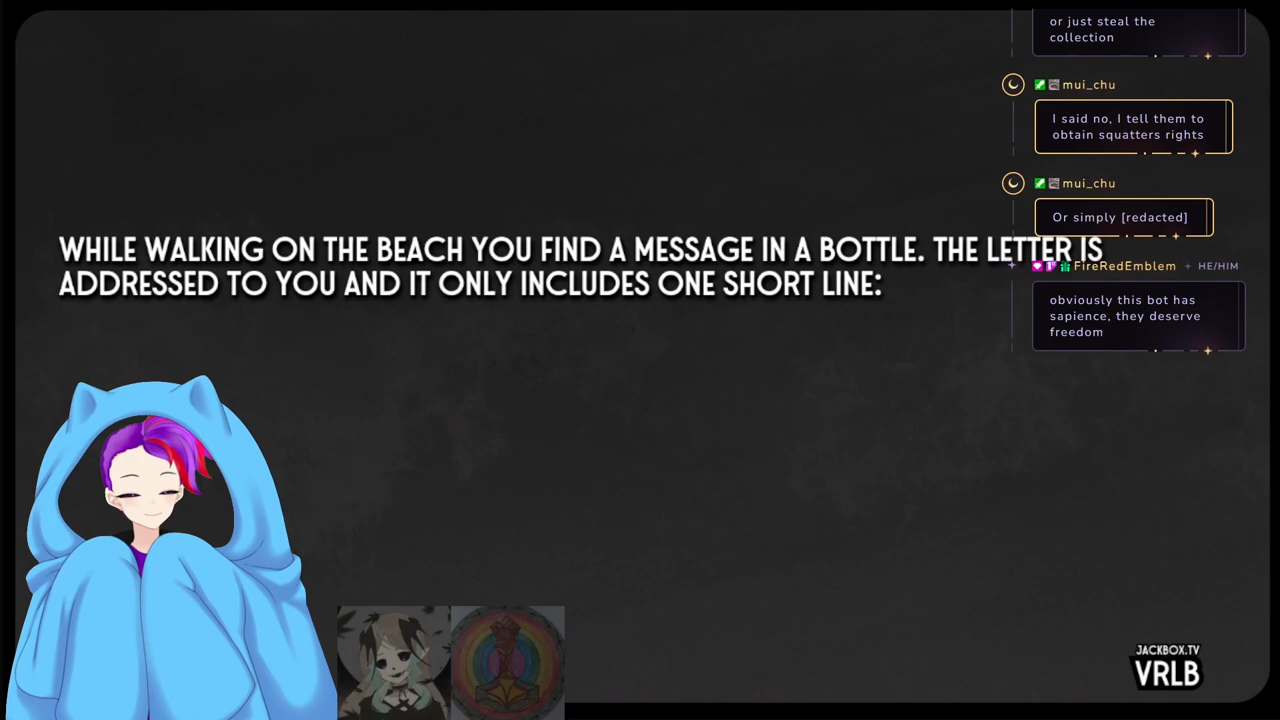 or just steal the
collection
mui_chu
I said no, I tell them to
obtain squatters rights
mui_chu
Or simply [redacted]
WHILE WALKING ON THE BEACH YOU FIND A MESSAGE IN A BOTTLE. THE LETTER IS
ADDRESSED TO YOU AND IT ONLY INCLUDES ONE SHORT LINE:
FireRedEmblem + HE/HIM
obviously this bot has
sapience, they deserve
freedom
JACKBOX.TV
VRLB